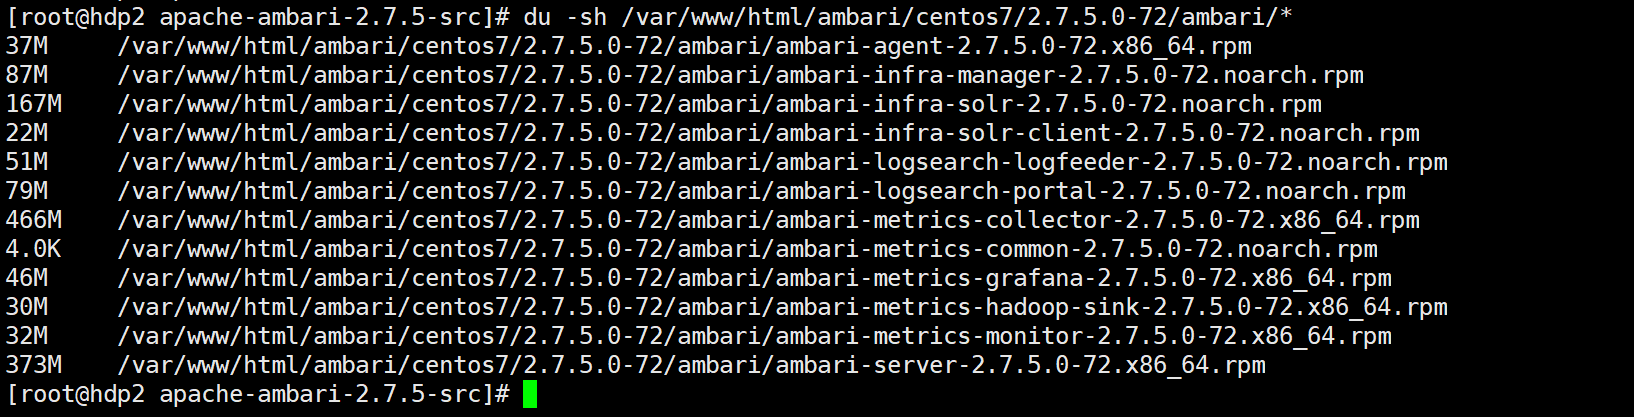 [root@hdp2 apache-ambari-2.7.5-src]# du -sh /var/www/html/ambari/centos7/2.7.5.0-72/ambari/*
37M     /var/www/html/ambari/centos7/2.7.5.0-72/ambari/ambari-agent-2.7.5.0-72.x86_64.rpm
87M     /var/www/html/ambari/centos7/2.7.5.0-72/ambari/ambari-infra-manager-2.7.5.0-72.noarch.rpm
167M    /var/www/html/ambari/centos7/2.7.5.0-72/ambari/ambari-infra-solr-2.7.5.0-72.noarch.rpm
22M     /var/www/html/ambari/centos7/2.7.5.0-72/ambari/ambari-infra-solr-client-2.7.5.0-72.noarch.rpm
51M     /var/www/html/ambari/centos7/2.7.5.0-72/ambari/ambari-logsearch-logfeeder-2.7.5.0-72.noarch.rpm
79M     /var/www/html/ambari/centos7/2.7.5.0-72/ambari/ambari-logsearch-portal-2.7.5.0-72.noarch.rpm
466M    /var/www/html/ambari/centos7/2.7.5.0-72/ambari/ambari-metrics-collector-2.7.5.0-72.x86_64.rpm
4.0K    /var/www/html/ambari/centos7/2.7.5.0-72/ambari/ambari-metrics-common-2.7.5.0-72.noarch.rpm
46M     /var/www/html/ambari/centos7/2.7.5.0-72/ambari/ambari-metrics-grafana-2.7.5.0-72.x86_64.rpm
30M     /var/www/html/ambari/centos7/2.7.5.0-72/ambari/ambari-metrics-hadoop-sink-2.7.5.0-72.x86_64.rpm
32M     /var/www/html/ambari/centos7/2.7.5.0-72/ambari/ambari-metrics-monitor-2.7.5.0-72.x86_64.rpm
373M    /var/www/html/ambari/centos7/2.7.5.0-72/ambari/ambari-server-2.7.5.0-72.x86_64.rpm
[root@hdp2 apache-ambari-2.7.5-src]#